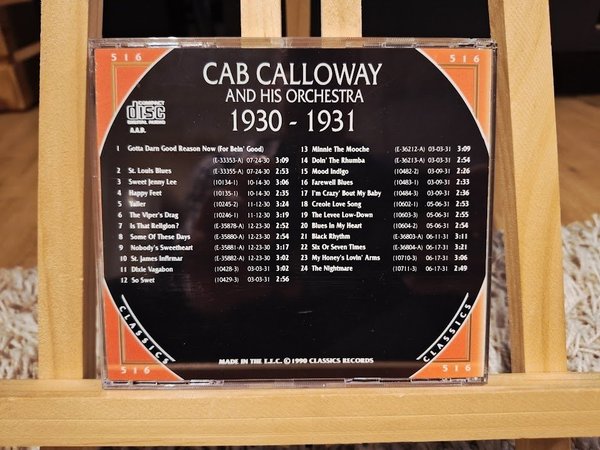 516
516
CAB CALLOWAY
AND HIS ORCHESTRA
1930 - 1931
COMPACT
disc
DIGITAL AUDIO
A.A.D.
1 Gotta Darn Good Reason Now (For Bein' Good)
(E-33353-A) 07-24-30 3:09
2 St. Louis Blues (E-33355-A) 07-24-30 2:53
3 Sweet Jenny Lee (10134-1) 10-14-30 3:06
4 Happy Feet (10135-1) 10-14-30 2:35
5 Yaller (10245-2) 11-12-30 3:19
6 The Viper's Drag (10246-1) 11-12-30 3:19
7 Is That Religion? (E-35878-A) 12-23-30 2:52
8 Some Of These Days (E-35880-A) 12-23-30 2:54
9 Nobody's Sweetheart (E-35881-A) 12-23-30 3:17
10 St. James Infirmar (E-35882-A) 12-23-30 3:02
11 Dixie Vagabon (10428-3) 03-03-31 3:02
12 So Swet (10429-3) 03-03-31 2:56
13 Minnie The Mooche (E-36212-A) 03-03-31 3:09
14 Doin' The Rhumba (E-36213-A) 03-03-31 2:54
15 Mood Indigo (10482-2) 03-09-31 2:26
16 Farewell Blues (10483-1) 03-09-31 2:33
17 I'm Crazy' Bout My Baby (10484-3) 03-09-31 2:36
18 Creole Love Song (10602-1) 05-06-31
19 The Levee Low-Down (10603-3) 05-06-31 2:55
20 Blues In My Heart (10604-2) 05-06-31
21 Black Rhythm (E-36803-A) 06-11-31 3:11
22 Six Or Seven Times (E-36804-A) 06-11-31 3:21
23 My Honey's Lovin' Arms (10710-3) 06-17-31 3:06
24 The Nightmare (10711-3) 06-17-31 2:49
CLASSICS
CLASSICS
MADE IN THE E.E.C. © 1990 CLASSICS RECORDS
516
516